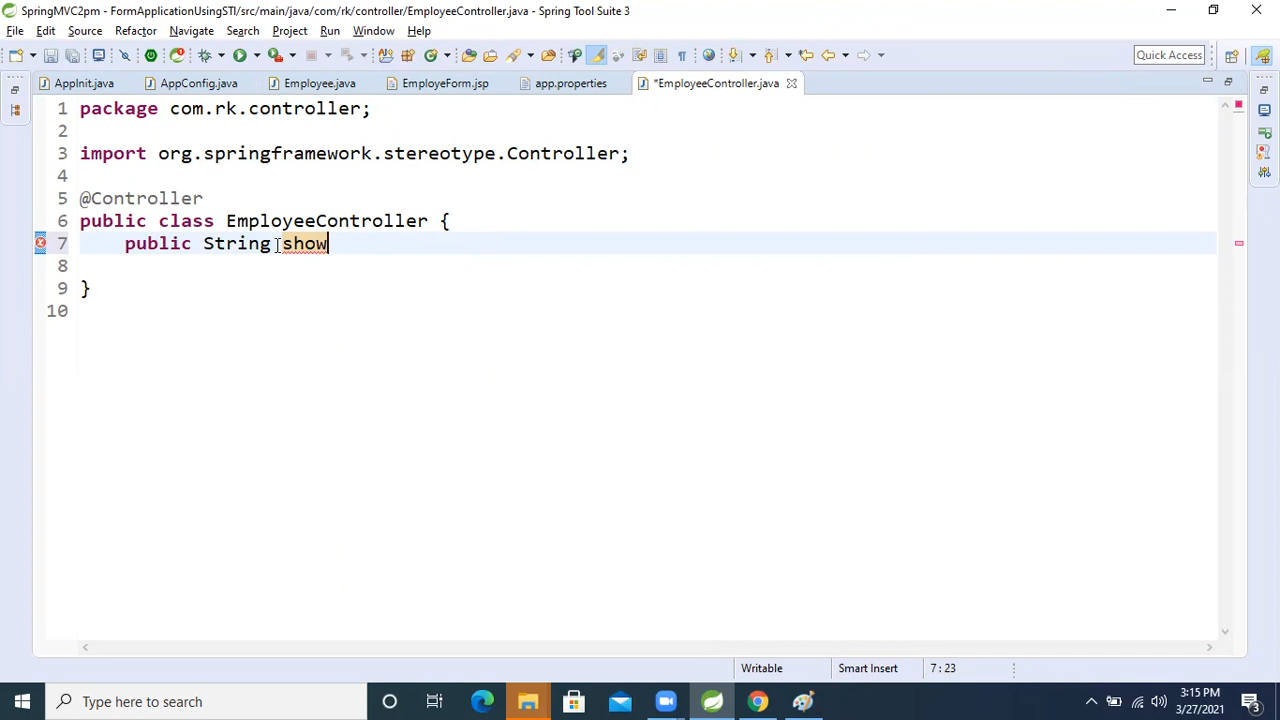 SpringMVC2pm - FormApplicationUsingSTI/src/main/java/com/rk/controller/EmployeeController.java - Spring Tool Suite 3
File Edit Source Refactor Navigate Search Project Run Window Help
Quick Access
AppInit.java AppConfig.java Employee.java EmployeForm.jsp app.properties *EmployeeController.java
1 package com.rk.controller;
2
3 import org.springframework.stereotype.Controller;
4
5 @Controller
6 public class EmployeeController {
7 public String show
8
9 }
10
Writable Smart Insert 7 : 23
Type here to search
3:15 PM
3/27/2021
3